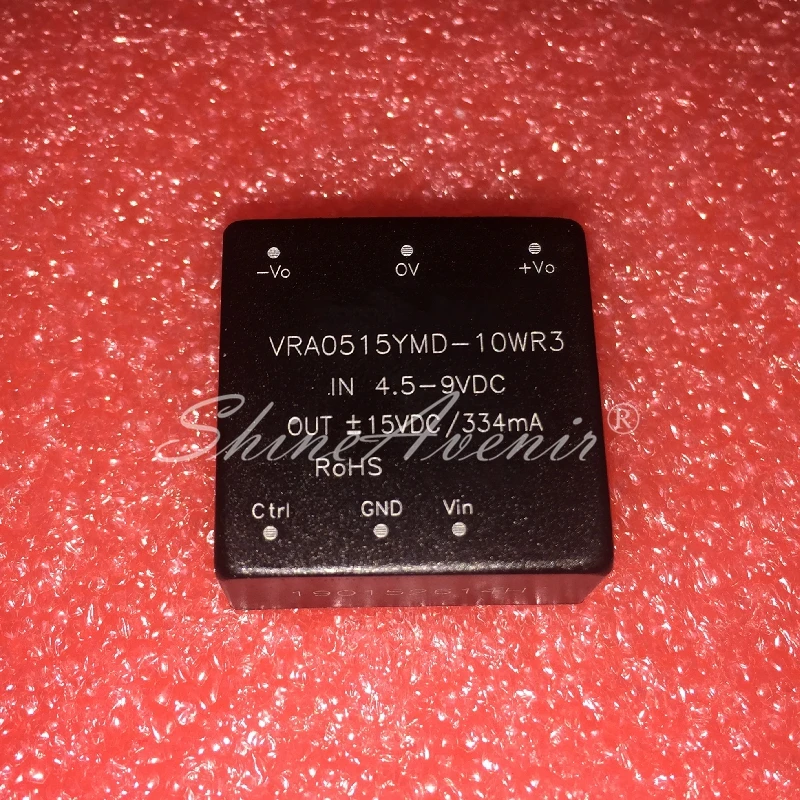 -Vo 0V +Vo
VRA0515YMD-10WR3
IN 4.5-9VDC
OUT ±15VDC/334mA
ShineAvenir®
RoHS
Ctrl GND Vin